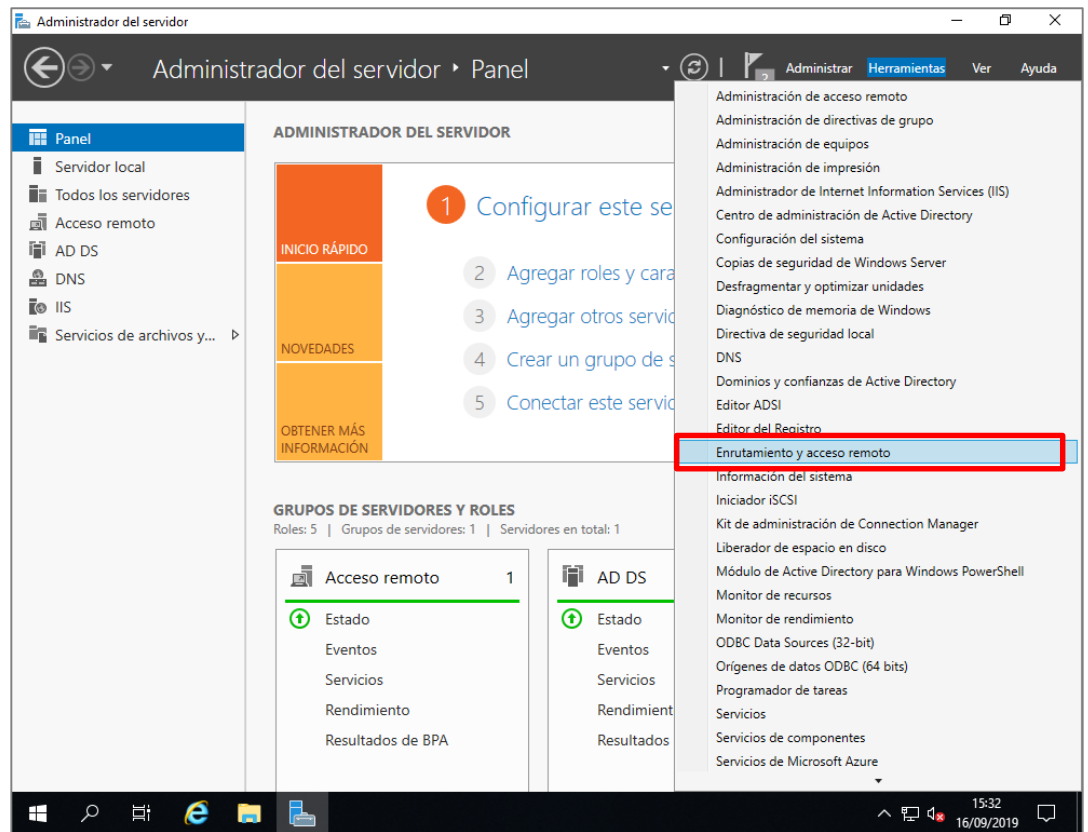 Administrador del servidor
Administrador del servidor • Panel
2
Administrar Herramientas Ver Ayuda
Panel
Servidor local
Todos los servidores
Acceso remoto
AD DS
DNS
IIS
Servicios de archivos y...
ADMINISTRADOR DEL SERVIDOR
INICIO RÁPIDO
NOVEDADES
OBTENER MÁS
INFORMACIÓN
1 Configurar este se
2 Agregar roles y cara
3 Agregar otros servic
4 Crear un grupo de s
5 Conectar este servic
GRUPOS DE SERVIDORES Y ROLES
Roles: 5 | Grupos de servidores: 1 | Servidores en total: 1
Acceso remoto 1
Estado
Eventos
Servicios
Rendimiento
Resultados de BPA
AD DS
Estado
Eventos
Servicios
Rendimient
Resultados
Administración de acceso remoto
Administración de directivas de grupo
Administración de equipos
Administración de impresión
Administrador de Internet Information Services (IIS)
Centro de administración de Active Directory
Configuración del sistema
Copias de seguridad de Windows Server
Desfragmentar y optimizar unidades
Diagnóstico de memoria de Windows
Directiva de seguridad local
DNS
Dominios y confianzas de Active Directory
Editor ADSI
Editor del Registro
Enrutamiento y acceso remoto
Información del sistema
Iniciador iSCSI
Kit de administración de Connection Manager
Liberador de espacio en disco
Módulo de Active Directory para Windows PowerShell
Monitor de recursos
Monitor de rendimiento
ODBC Data Sources (32-bit)
Orígenes de datos ODBC (64 bits)
Programador de tareas
Servicios
Servicios de componentes
Servicios de Microsoft Azure
15:32
16/09/2019